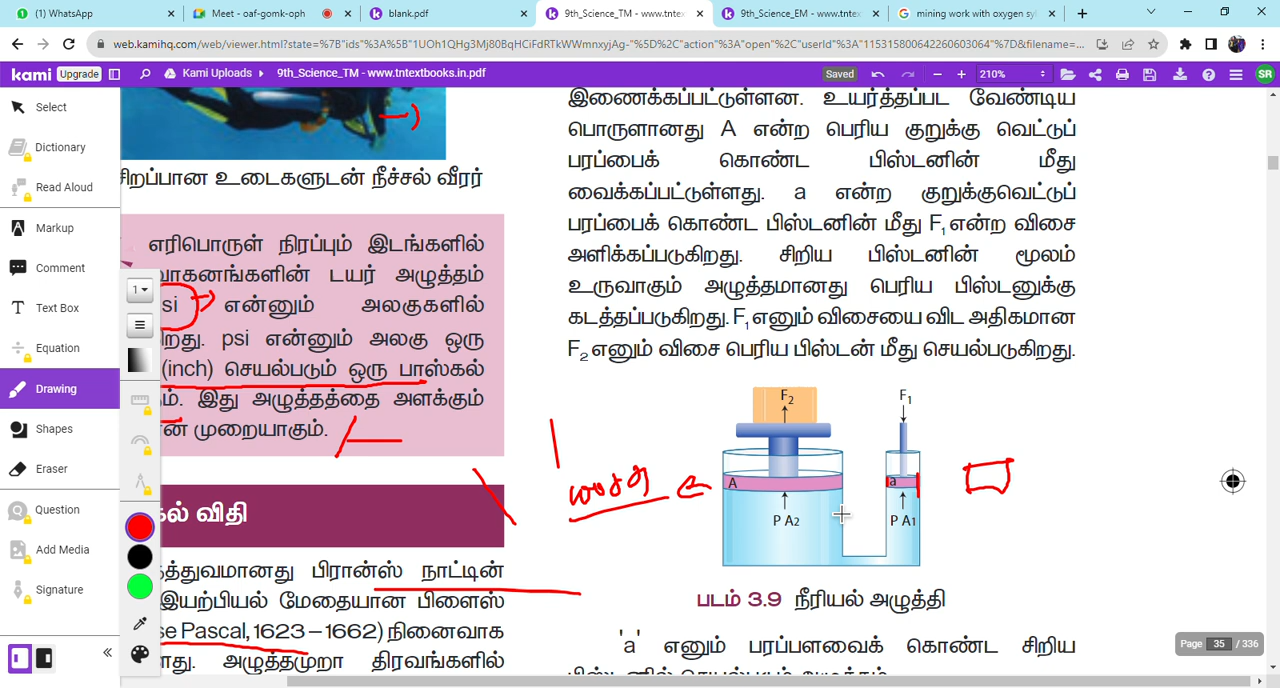 (1) WhatsApp
Meet - oaf-gomk-oph
blank.pdf
9th_Science_TM - www.tntex
9th_Science_EM - www.tntex
mining work with oxygen sy
web.kamihq.com/web/viewer.html?state=%7B"ids"%3A%5B"1UOh1QHg3Mj80BqHCiFdRTkWWmnxyjAg-"%5D%2C"action"%3A"open"%2C"userId"%3A"115315800642260603064"%7D&filename=...
kami Upgrade
Kami Uploads
9th_Science_TM - www.tntextbooks.in.pdf
Saved
210%
SR
Select
Dictionary
Read Aloud
Markup
Comment
Text Box
Equation
Drawing
Shapes
Eraser
Question
Add Media
Signature
1
சிறப்பான உடைகளுடன் நீச்சல் வீரர்
எரிபொருள் நிரப்பும் இடங்களில்
வாகனங்களின் டயர் அழுத்தம்
si என்னும் அலகுகளில்
கிறது. psi என்னும் அலகு ஒரு
(inch) செயல்படும் ஒரு பாஸ்கல்
கும். இது அழுத்தத்தை அளக்கும்
ான முறையாகும்.
கல் விதி
தத்துவமானது பிரான்ஸ் நாட்டின்
இயற்பியல் மேதையான பிளைஸ்
se Pascal, 1623 – 1662) நினைவாக
ளது. அழுத்தமுறா திரவங்களில்
இணைக்கப்பட்டுள்ளன. உயர்த்தப்பட வேண்டிய
பொருளானது A என்ற பெரிய குறுக்கு வெட்டுப்
பரப்பைக் கொண்ட பிஸ்டனின் மீது
வைக்கப்பட்டுள்ளது. a என்ற குறுக்குவெட்டுப்
பரப்பைக் கொண்ட பிஸ்டனின் மீது F₁ என்ற விசை
அளிக்கப்படுகிறது. சிறிய பிஸ்டனின் மூலம்
உருவாகும் அழுத்தமானது பெரிய பிஸ்டனுக்கு
கடத்தப்படுகிறது. F₁ எனும் விசையை விட அதிகமான
F₂ எனும் விசை பெரிய பிஸ்டன் மீது செயல்படுகிறது.
F₂
F₁
A
a
P A₂
P A₁
படம் 3.9 நீரியல் அழுத்தி
'a' எனும் பரப்பளவைக் கொண்ட சிறிய
Page 35 / 336